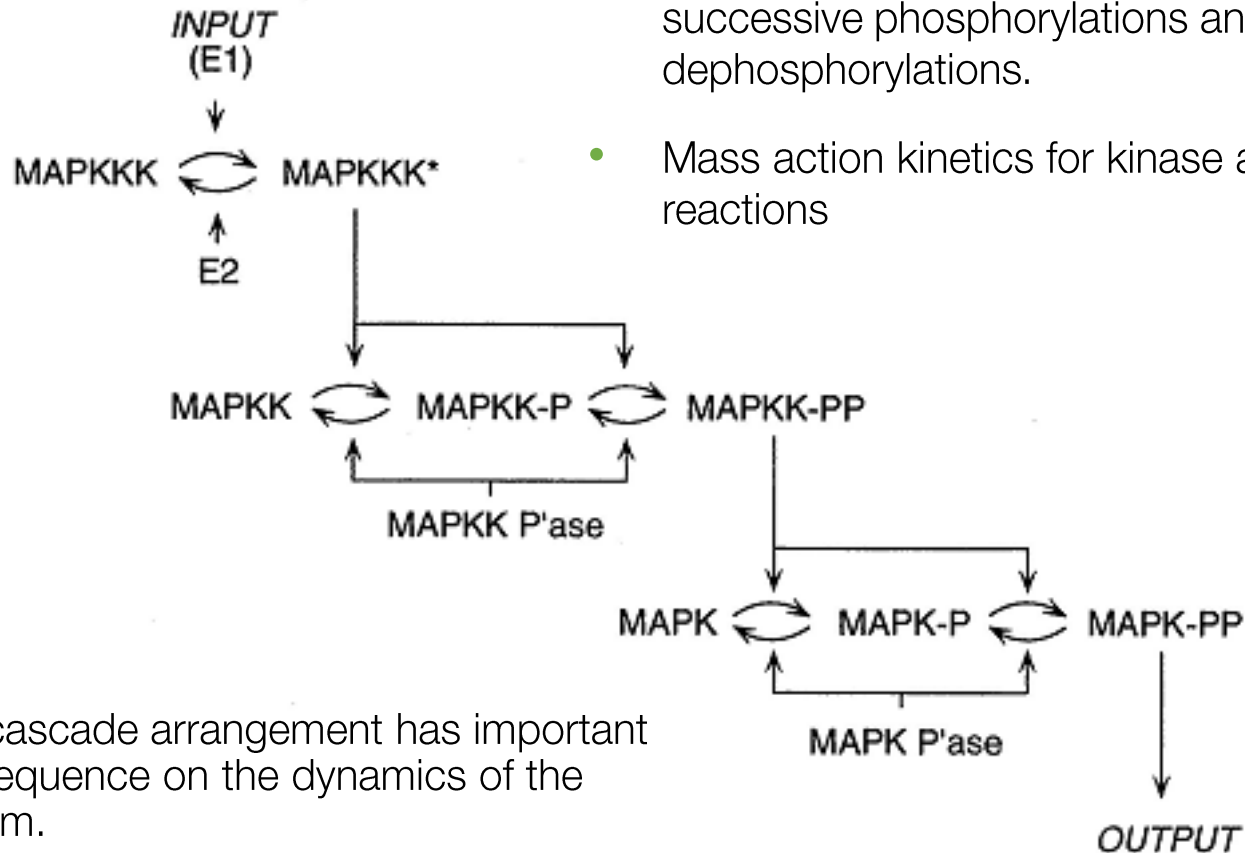 INPUT
(E1)
successive phosphorylations an
dephosphorylations.
MAPKKK MAPKKK*
• Mass action kinetics for kinase a
reactions
E2
MAPKK MAPKK-P MAPKK-PP
MAPKK P'ase
MAPK MAPK-P MAPK-PP
MAPK P'ase
cascade arrangement has important
equence on the dynamics of the
m.
OUTPUT